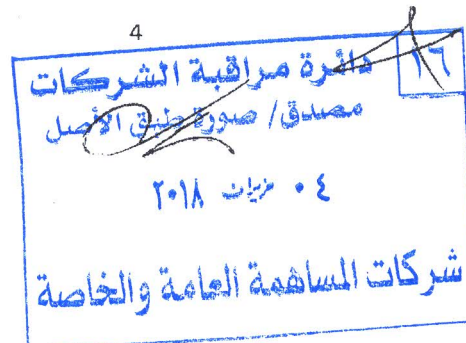 4
دائرة مراقبة الشركات ١٦
مصدق/ صورة طبق الأصل
٠٤ حزيران ٢٠١٨
شركات المساهمة العامة والخاصة